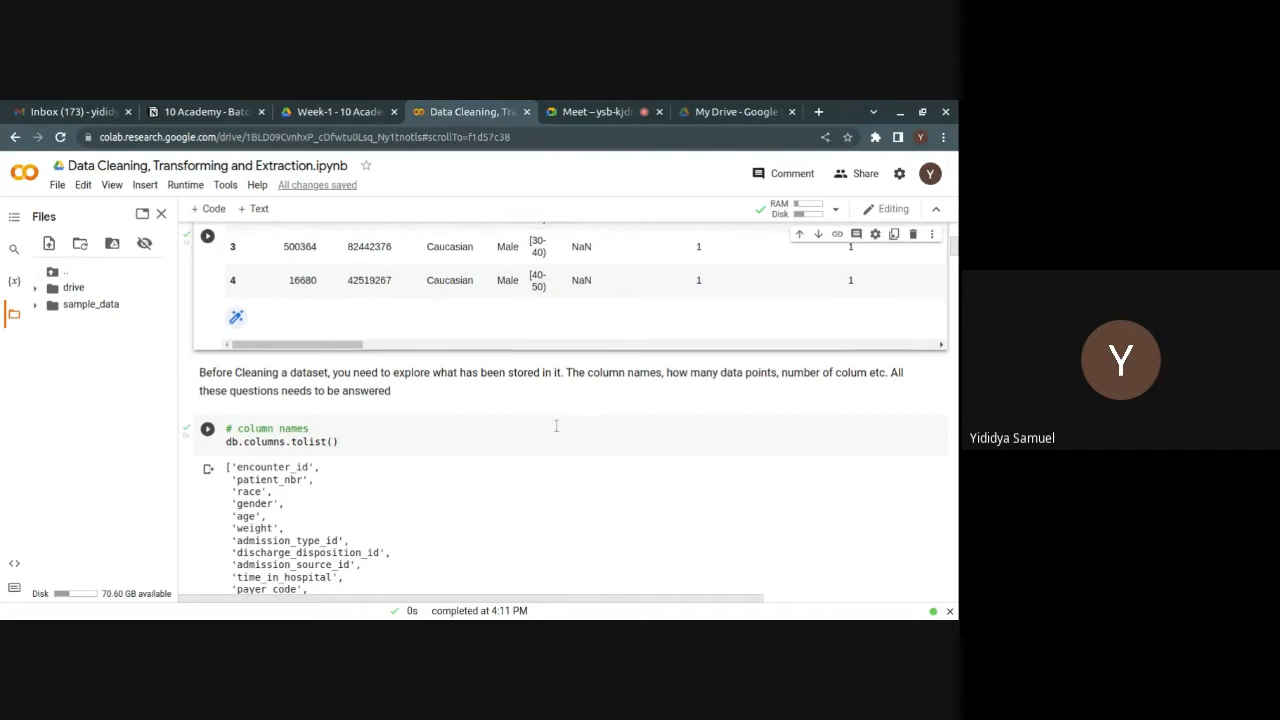 Inbox (173) - yididy
10 Academy - Batc
Week-1 - 10 Acade
Data Cleaning, Tra
Meet – ysb-kjdr
My Drive - Google
colab.research.google.com/drive/1BLD09CvnhxP_cDfwtu0Lsq_Ny1tnotls#scrollTo=f1d57c38
Data Cleaning, Transforming and Extraction.ipynb
Comment
Share
Y
File Edit View Insert Runtime Tools Help All changes saved
Files
+ Code + Text
RAM
Disk
Editing
3 500364 82442376 Caucasian Male [30-40) NaN 1 1
4 16680 42519267 Caucasian Male [40-50) NaN 1 1
..
drive
sample_data
Before Cleaning a dataset, you need to explore what has been stored in it. The column names, how many data points, number of colum etc. All
these questions needs to be answered
# column names
db.columns.tolist()
['encounter_id',
'patient_nbr',
'race',
'gender',
'age',
'weight',
'admission_type_id',
'discharge_disposition_id',
'admission_source_id',
'time_in_hospital',
'payer_code',
Disk 70.60 GB available
0s completed at 4:11 PM
Y
Yididya Samuel